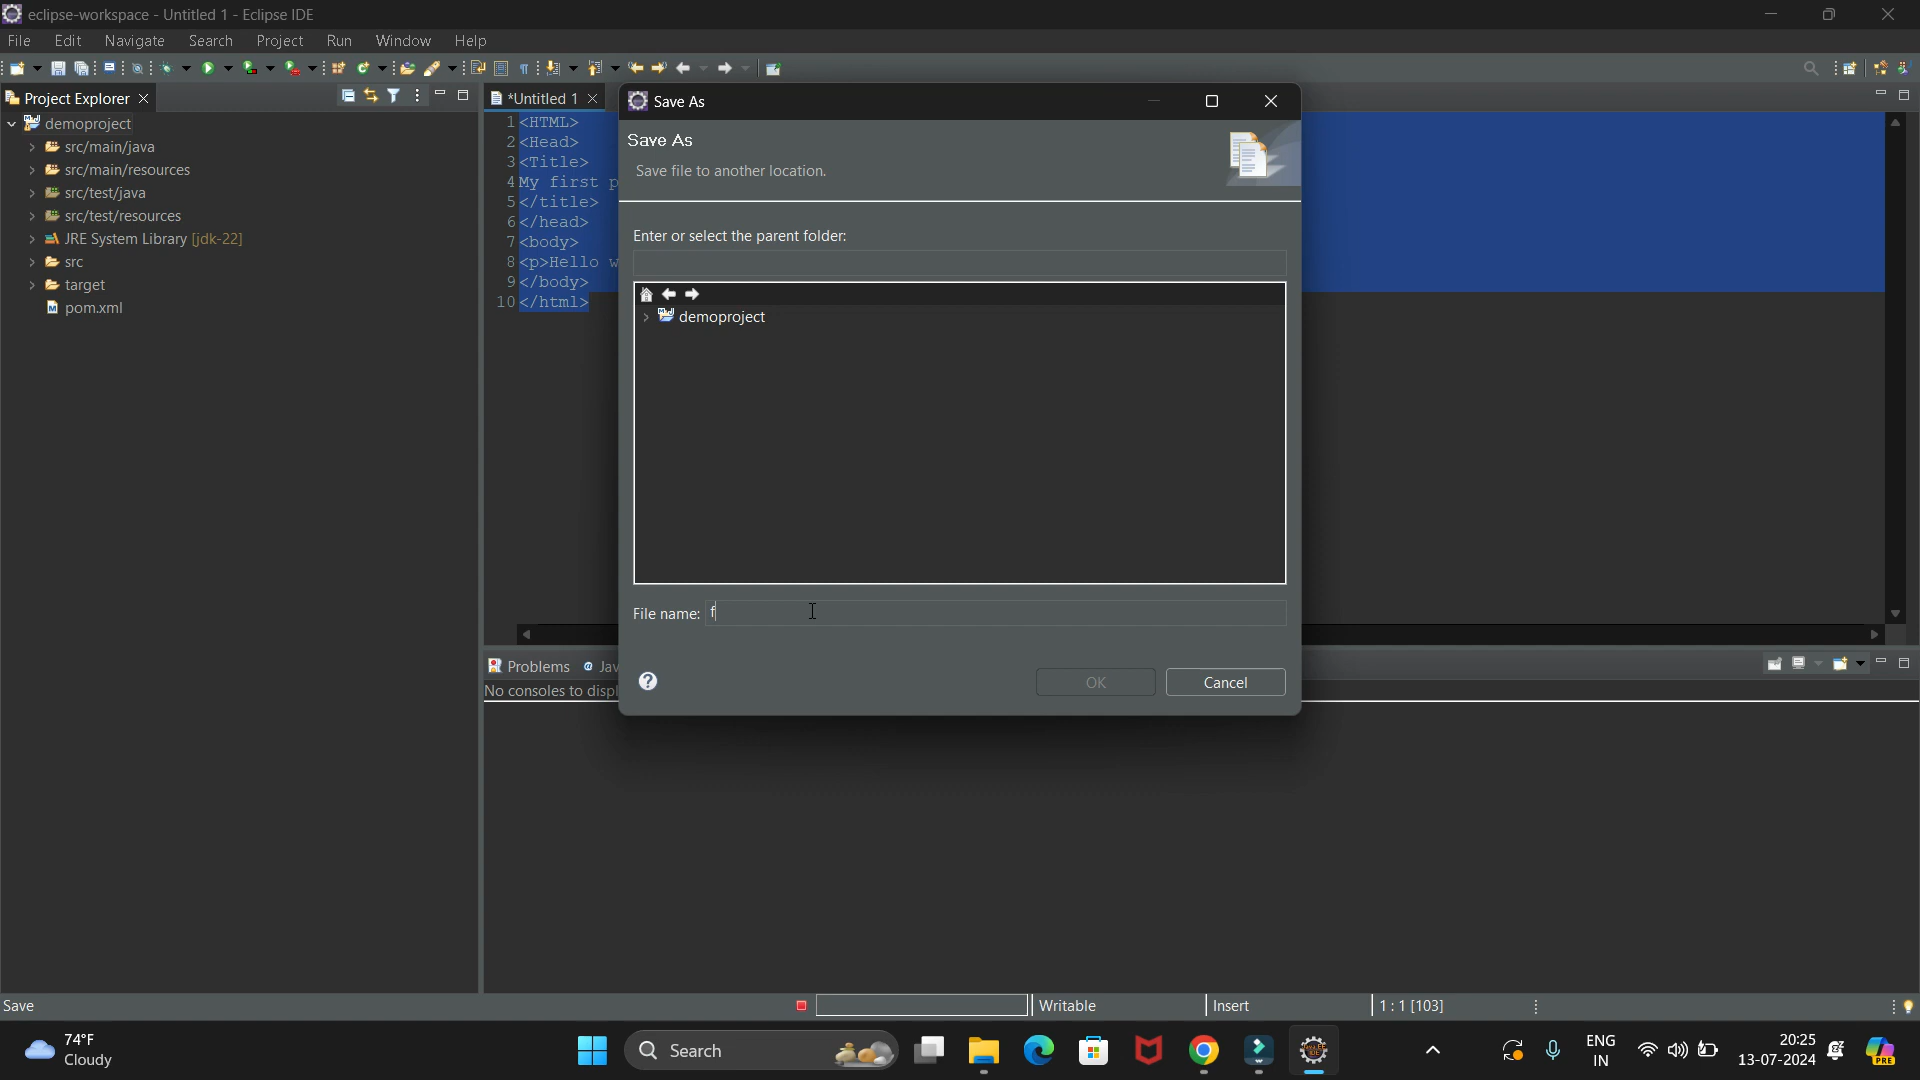 eclipse-workspace - Untitled 1 - Eclipse IDE
File Edit Navigate Search Project Run Window Help
Project Explorer
demoproject
src/main/java
src/main/resources
src/test/java
src/test/resources
JRE System Library [jdk-22]
src
target
pom.xml
*Untitled 1
1 <HTML>
2 <Head>
3 <Title>
4 My first p
5 </title>
6 </head>
7 <body>
8 <p>Hello w
9 </body>
10 </html>
Save As
Save As
Save file to another location.
Enter or select the parent folder:
demoproject
File name: f
OK Cancel
Problems Jav
No consoles to displ
Save Writable Insert 1 : 1 [103]
74°F
Cloudy
Search
ENG
IN
20:25
13-07-2024
PRE